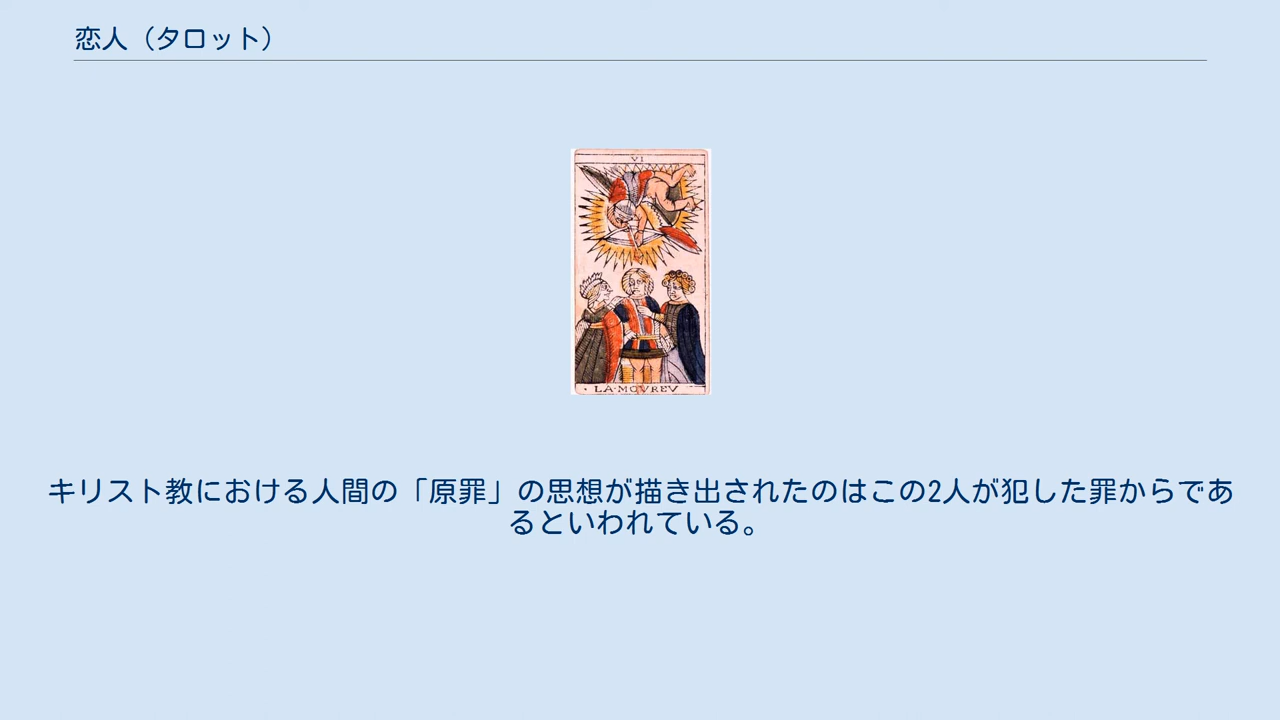 恋人（タロット）
VI
LA·MOVREV
キリスト教における人間の「原罪」の思想が描き出されたのはこの2人が犯した罪からであ
るといわれている。